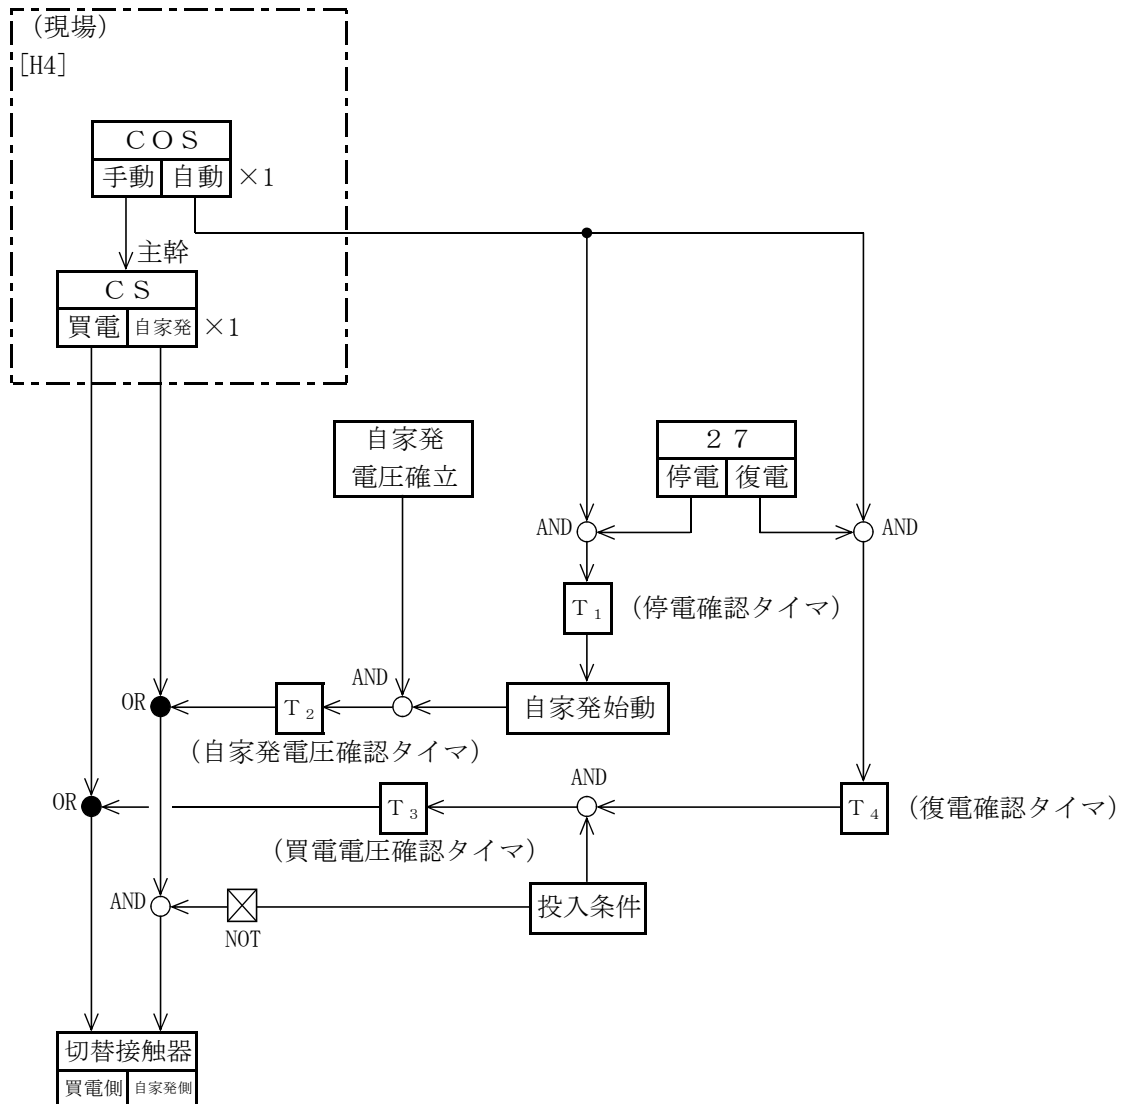 （現場）
[H4]
ＣＯＳ
手動 自動 ×1
主幹
ＣＳ
買電 自家発 ×1
自家発
電圧確立
２７
停電 復電
AND
AND
Ｔ₁ （停電確認タイマ）
AND
OR
Ｔ₂
自家発始動
（自家発電圧確認タイマ）
AND
OR
Ｔ₃
Ｔ₄ （復電確認タイマ）
（買電電圧確認タイマ）
AND
投入条件
NOT
切替接触器
買電側 自家発側